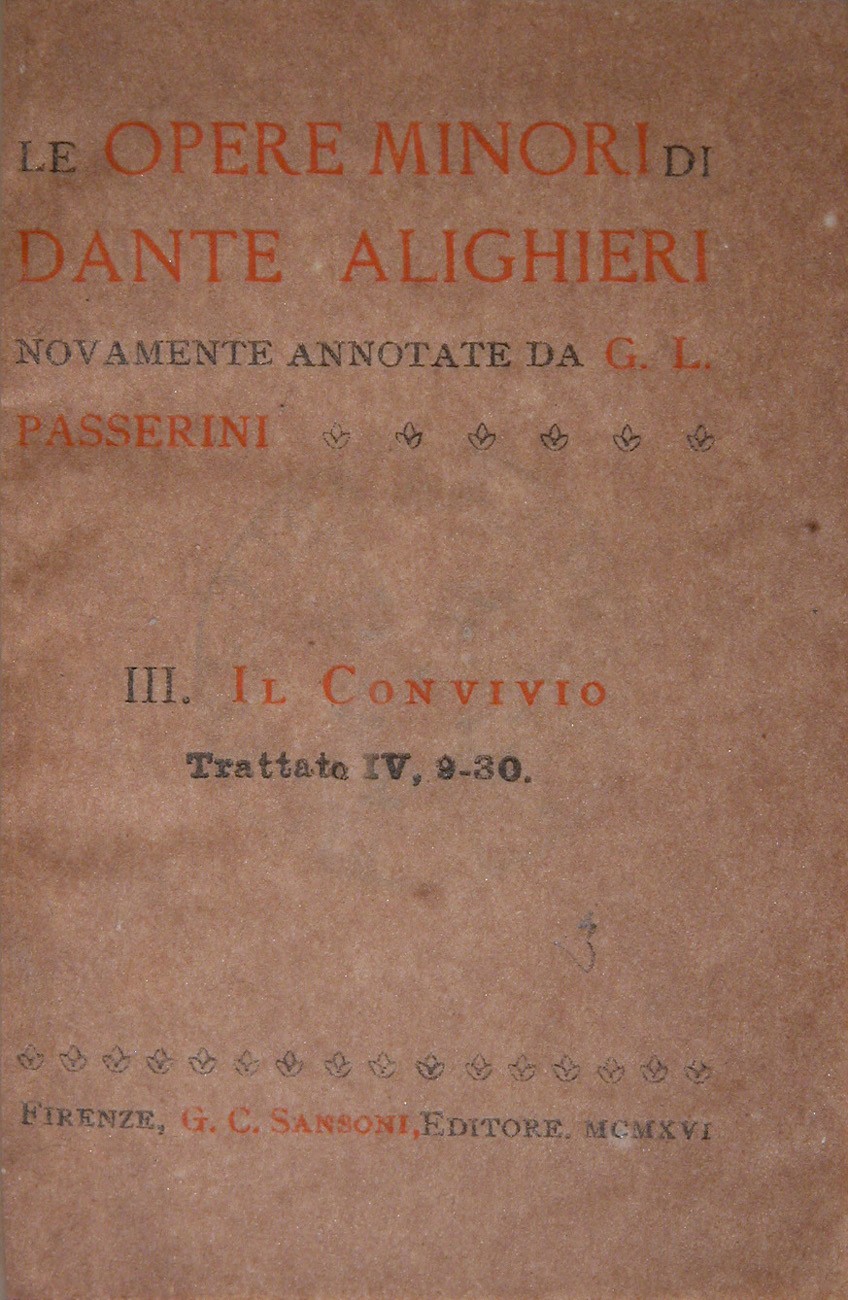 LE OPERE MINORI DI
DANTE ALIGHIERI
NOVAMENTE ANNOTATE DA G. L.
PASSERINI
III. IL CONVIVIO
Trattato IV, 9-30.
FIRENZE, G. C. SANSONI, EDITORE. MCMXVI